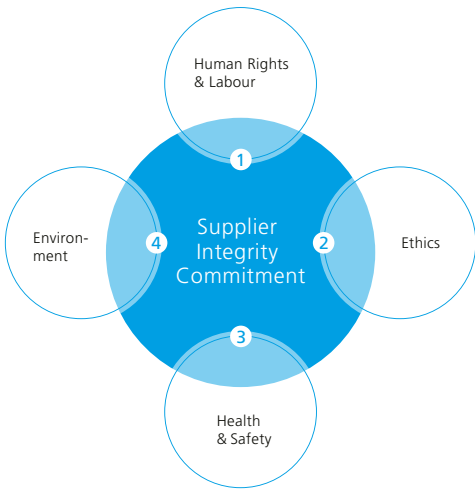 Human Rights
& Labour
1
Supplier
Integrity
Commitment
Environ-
ment
4
2
Ethics
3
Health
& Safety